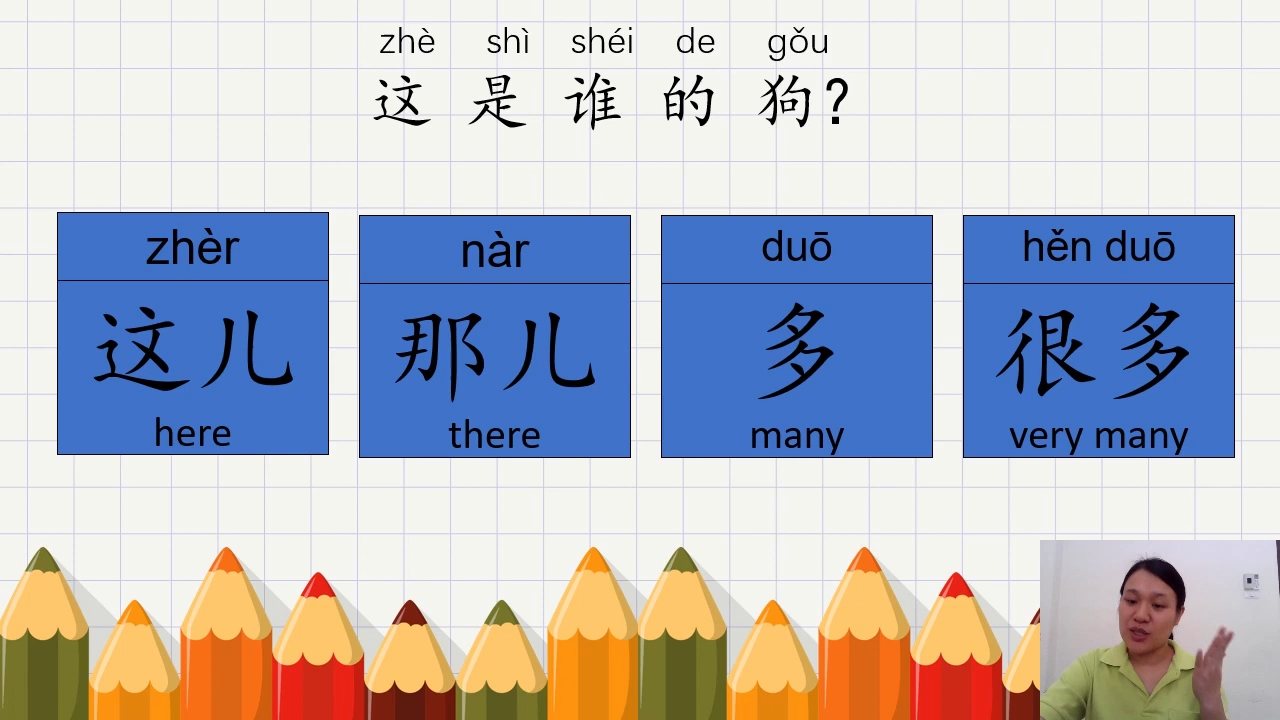 zhè shì shéi de gǒu
这 是 谁 的 狗?
zhèr
这儿
here
nàr
那儿
there
duō
多
many
hěn duō
很多
very many